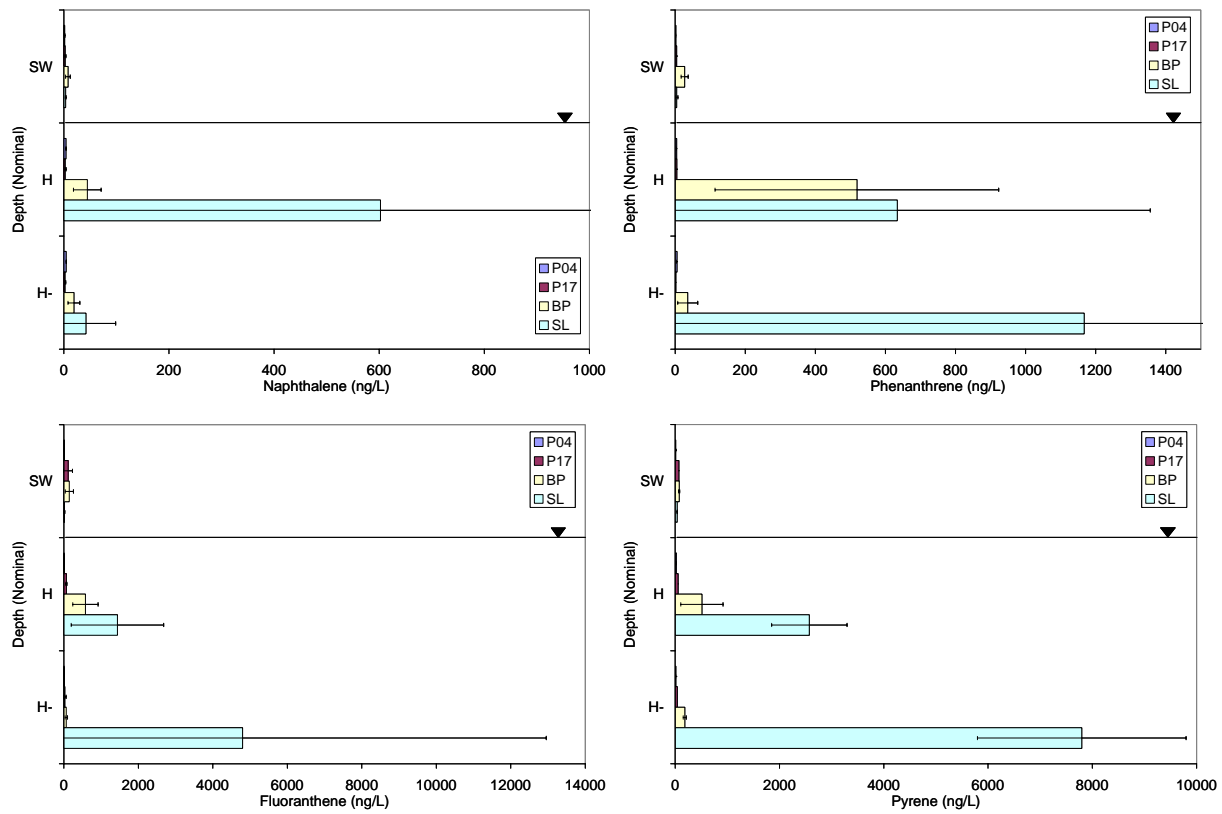 Depth (Nominal)
SW
H
H-
P04
P17
BP
SL
0 200 400 600 800 1000
Naphthalene (ng/L)
Depth (Nominal)
SW
H
H-
P04
P17
BP
SL
0 200 400 600 800 1000 1200 1400
Phenanthrene (ng/L)
Depth (Nominal)
SW
H
H-
P04
P17
BP
SL
0 2000 4000 6000 8000 10000 12000 14000
Fluoranthene (ng/L)
Depth (Nominal)
SW
H
H-
P04
P17
BP
SL
0 2000 4000 6000 8000 10000
Pyrene (ng/L)